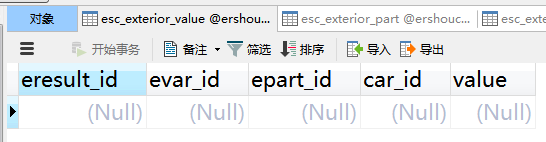 对象 esc_exterior_value @ershou... esc_exterior_part @ershouc... esc_ext
开始事务 备注 筛选 排序 导入 导出
eresult_id evar_id epart_id car_id value
(Null) (Null) (Null) (Null) (Null)